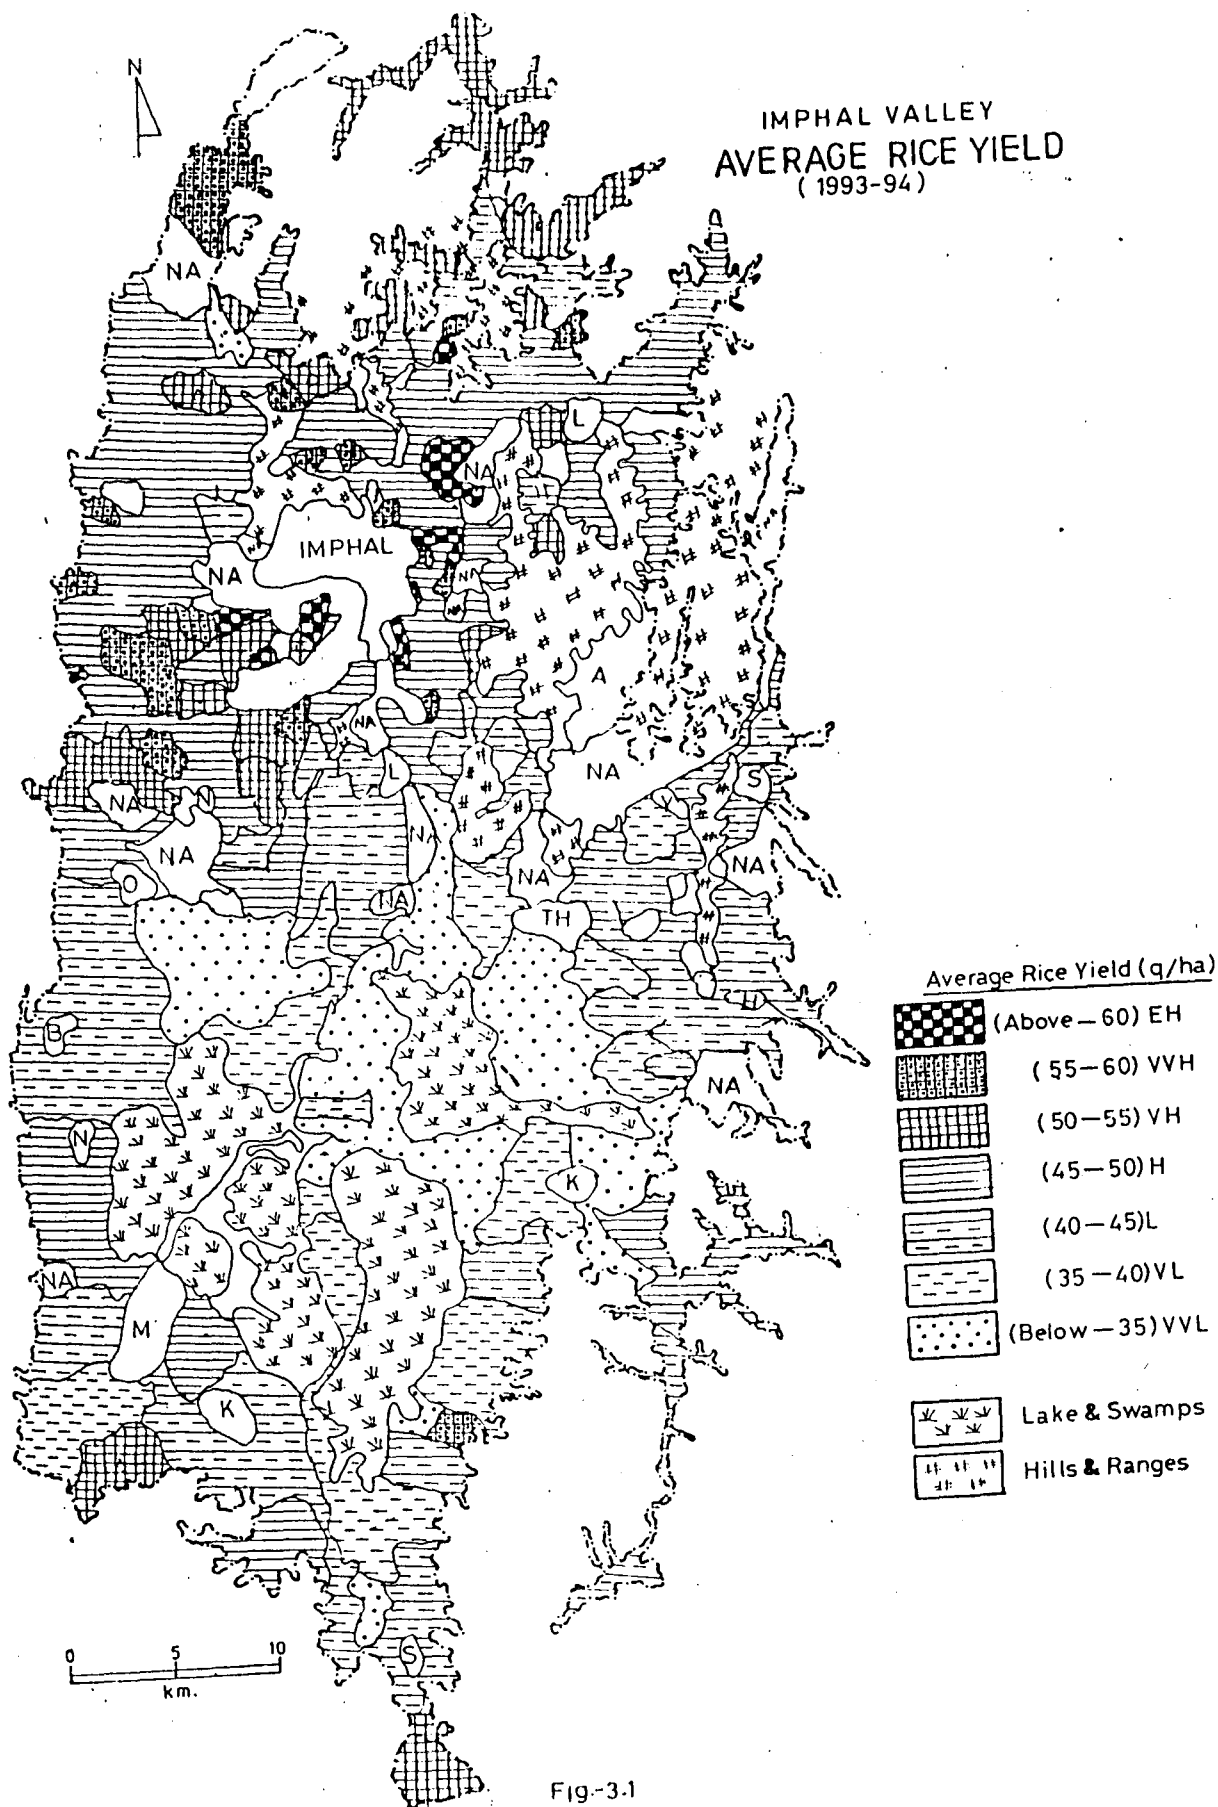 N
IMPHAL VALLEY
AVERAGE RICE YIELD
(1993-94)
NA
L
NA
IMPHAL
NA
NA
NA
A
S
NA
L
NA
S
NA
N
Y
NA
NA
NA
NA
O
NA
TH
H
B
NA
N
K
NA
M
K
S
Average Rice Yield (q/ha)
(Above—60) EH
(55—60) VVH
(50—55) VH
(45—50) H
(40—45) L
(35—40) VL
(Below—35) VVL
Lake & Swamps
Hills & Ranges
0 5 10
km.
Fig.-3.1